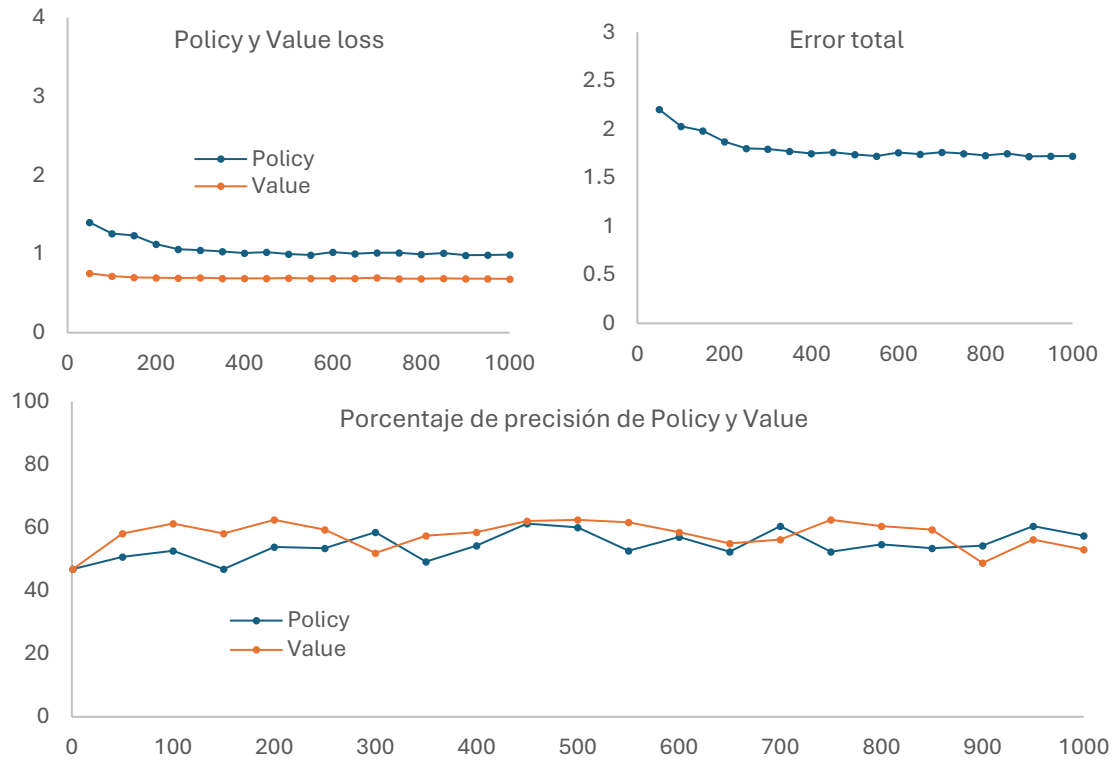 Policy y Value loss
4
3
2
1
0
Policy
Value
0 200 400 600 800 1000
Error total
3
2.5
2
1.5
1
0.5
0
0 200 400 600 800 1000
Porcentaje de precisión de Policy y Value
100
80
60
40
20
0
Policy
Value
0 100 200 300 400 500 600 700 800 900 1000